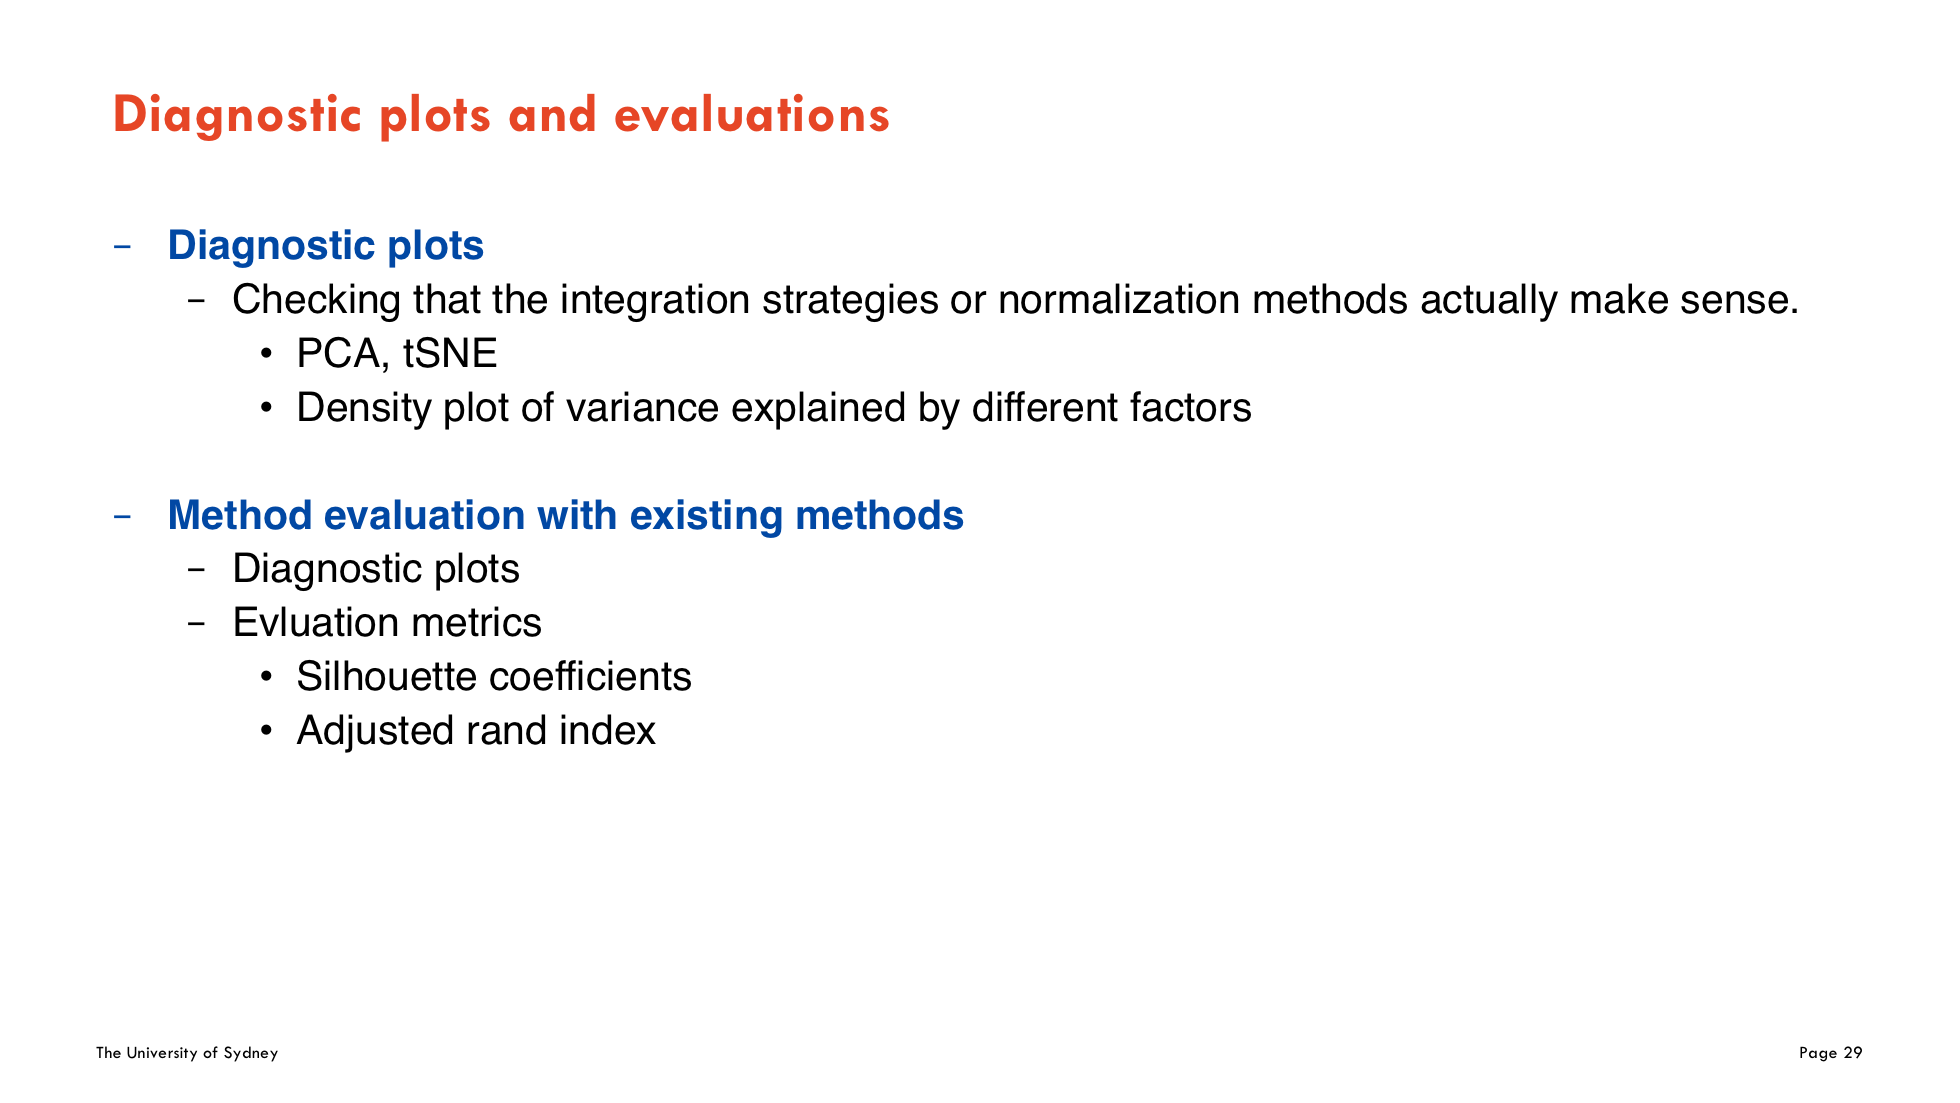 Diagnostic plots and evaluations
– Diagnostic plots
– Checking that the integration strategies or normalization methods actually make sense.
• PCA, tSNE
• Density plot of variance explained by different factors
– Method evaluation with existing methods
– Diagnostic plots
– Evluation metrics
• Silhouette coefficients
• Adjusted rand index
The University of Sydney
Page 29